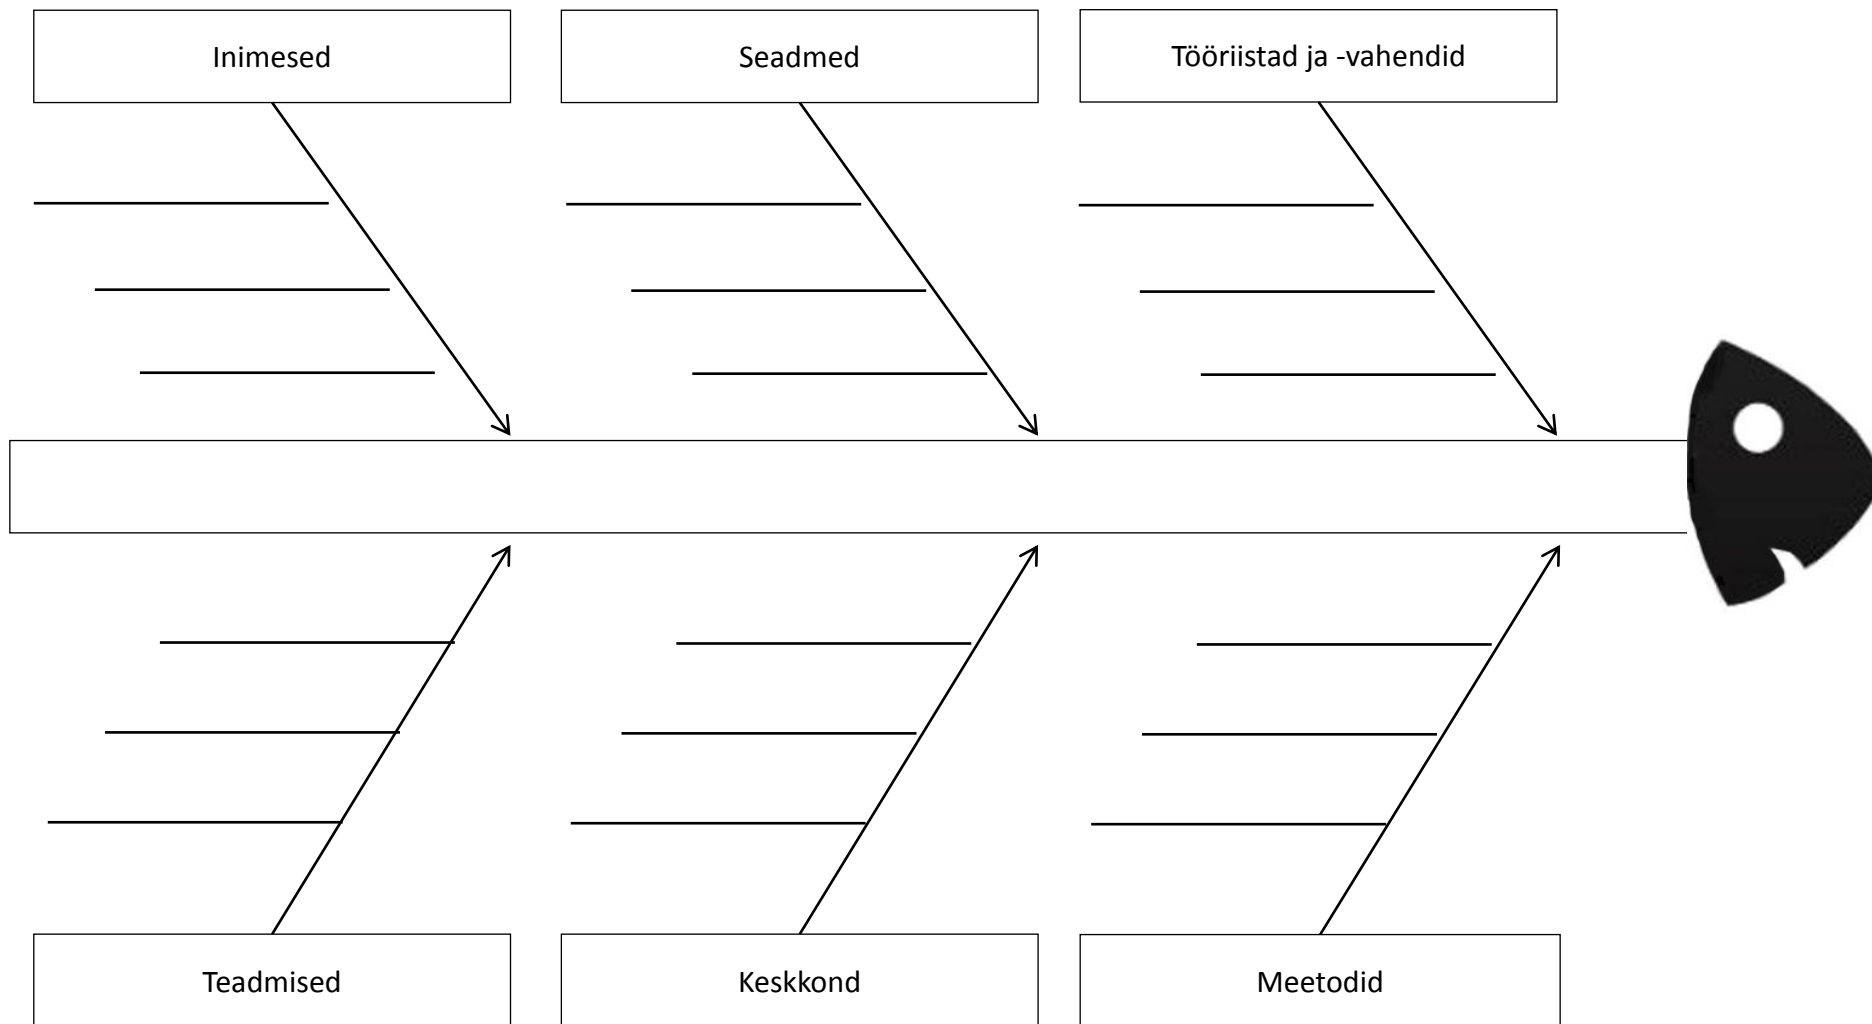 Inimesed
Seadmed
Tööriistad ja -vahendid
Teadmised
Keskkond
Meetodid